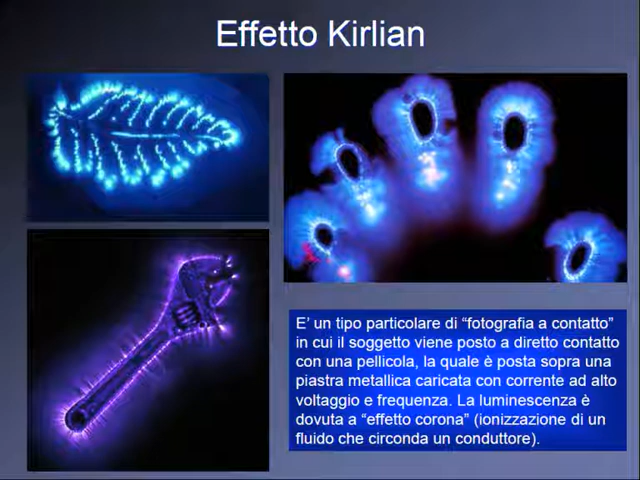 Effetto Kirlian
E' un tipo particolare di “fotografia a contatto”
in cui il soggetto viene posto a diretto contatto
con una pellicola, la quale è posta sopra una
piastra metallica caricata con corrente ad alto
voltaggio e frequenza. La luminescenza è
dovuta a “effetto corona” (ionizzazione di un
fluido che circonda un conduttore).